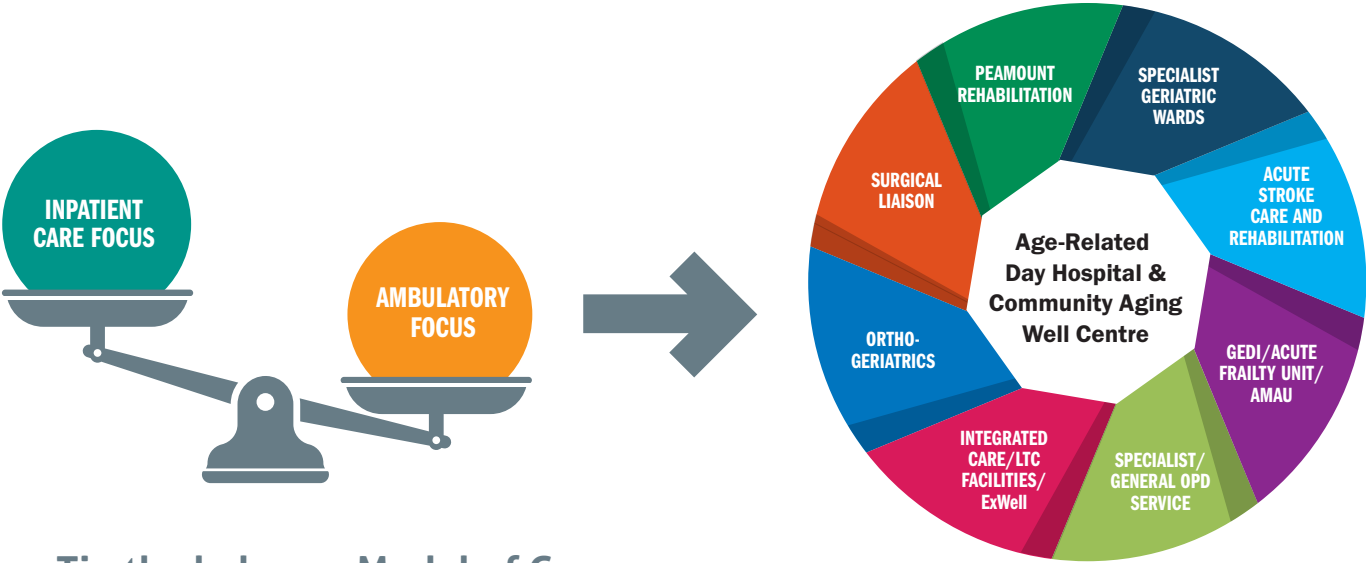 INPATIENT
CARE FOCUS
AMBULATORY
FOCUS
PEAMOUNT
REHABILITATION
SPECIALIST
GERIATRIC
WARDS
ACUTE
STROKE
CARE AND
REHABILITATION
GEDI/ACUTE
FRAILTY UNIT/
AMAU
SPECIALIST/
GENERAL OPD
SERVICE
INTEGRATED
CARE/LTC
FACILITIES/
ExWell
ORTHO-
GERIATRICS
SURGICAL
LIAISON
Age-Related
Day Hospital &
Community Aging
Well Centre